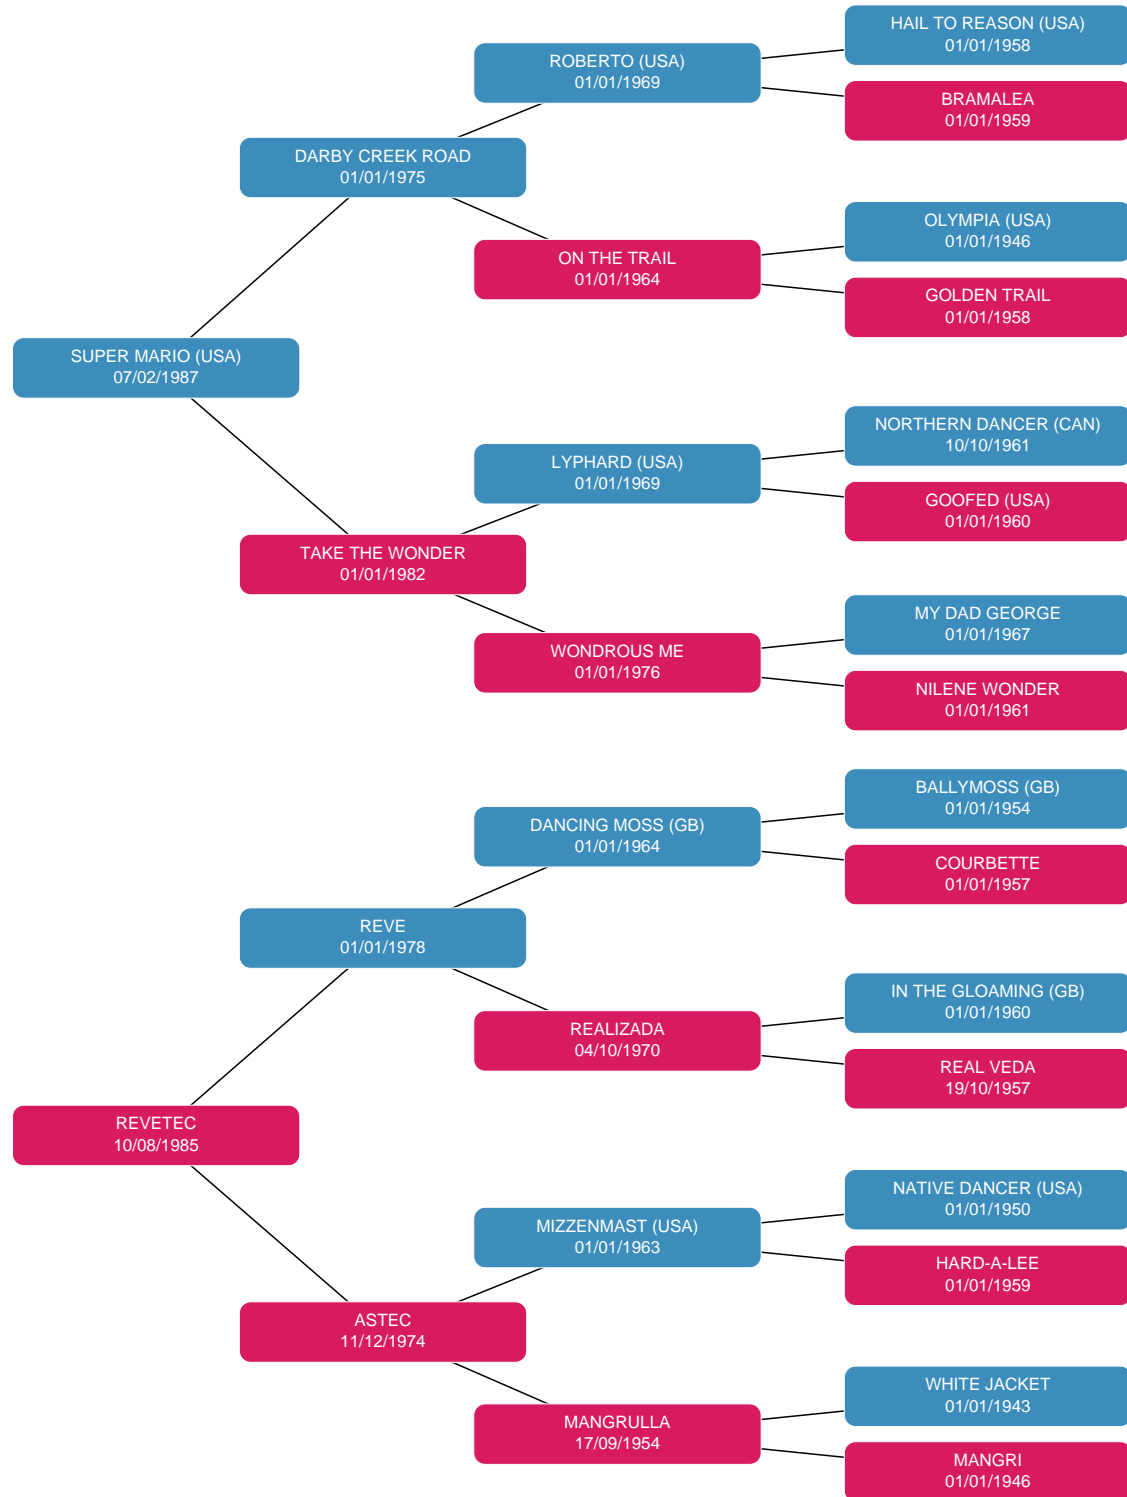 HAIL TO REASON (USA)
01/01/1958
ROBERTO (USA)
01/01/1969
BRAMALEA
01/01/1959
DARBY CREEK ROAD
01/01/1975
OLYMPIA (USA)
01/01/1946
ON THE TRAIL
01/01/1964
GOLDEN TRAIL
01/01/1958
SUPER MARIO (USA)
07/02/1987
NORTHERN DANCER (CAN)
10/10/1961
LYPHARD (USA)
01/01/1969
GOOFED (USA)
01/01/1960
TAKE THE WONDER
01/01/1982
MY DAD GEORGE
01/01/1967
WONDROUS ME
01/01/1976
NILENE WONDER
01/01/1961
BALLYMOSS (GB)
01/01/1954
DANCING MOSS (GB)
01/01/1964
COURBETTE
01/01/1957
REVE
01/01/1978
IN THE GLOAMING (GB)
01/01/1960
REALIZADA
04/10/1970
REAL VEDA
19/10/1957
REVETEC
10/08/1985
NATIVE DANCER (USA)
01/01/1950
MIZZENMAST (USA)
01/01/1963
HARD-A-LEE
01/01/1959
ASTEC
11/12/1974
WHITE JACKET
01/01/1943
MANGRULLA
17/09/1954
MANGRI
01/01/1946